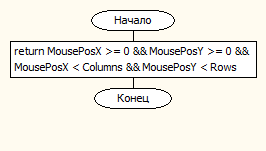 Начало
return MousePosX >= 0 && MousePosY >= 0 &&
MousePosX < Columns && MousePosY < Rows
Конец